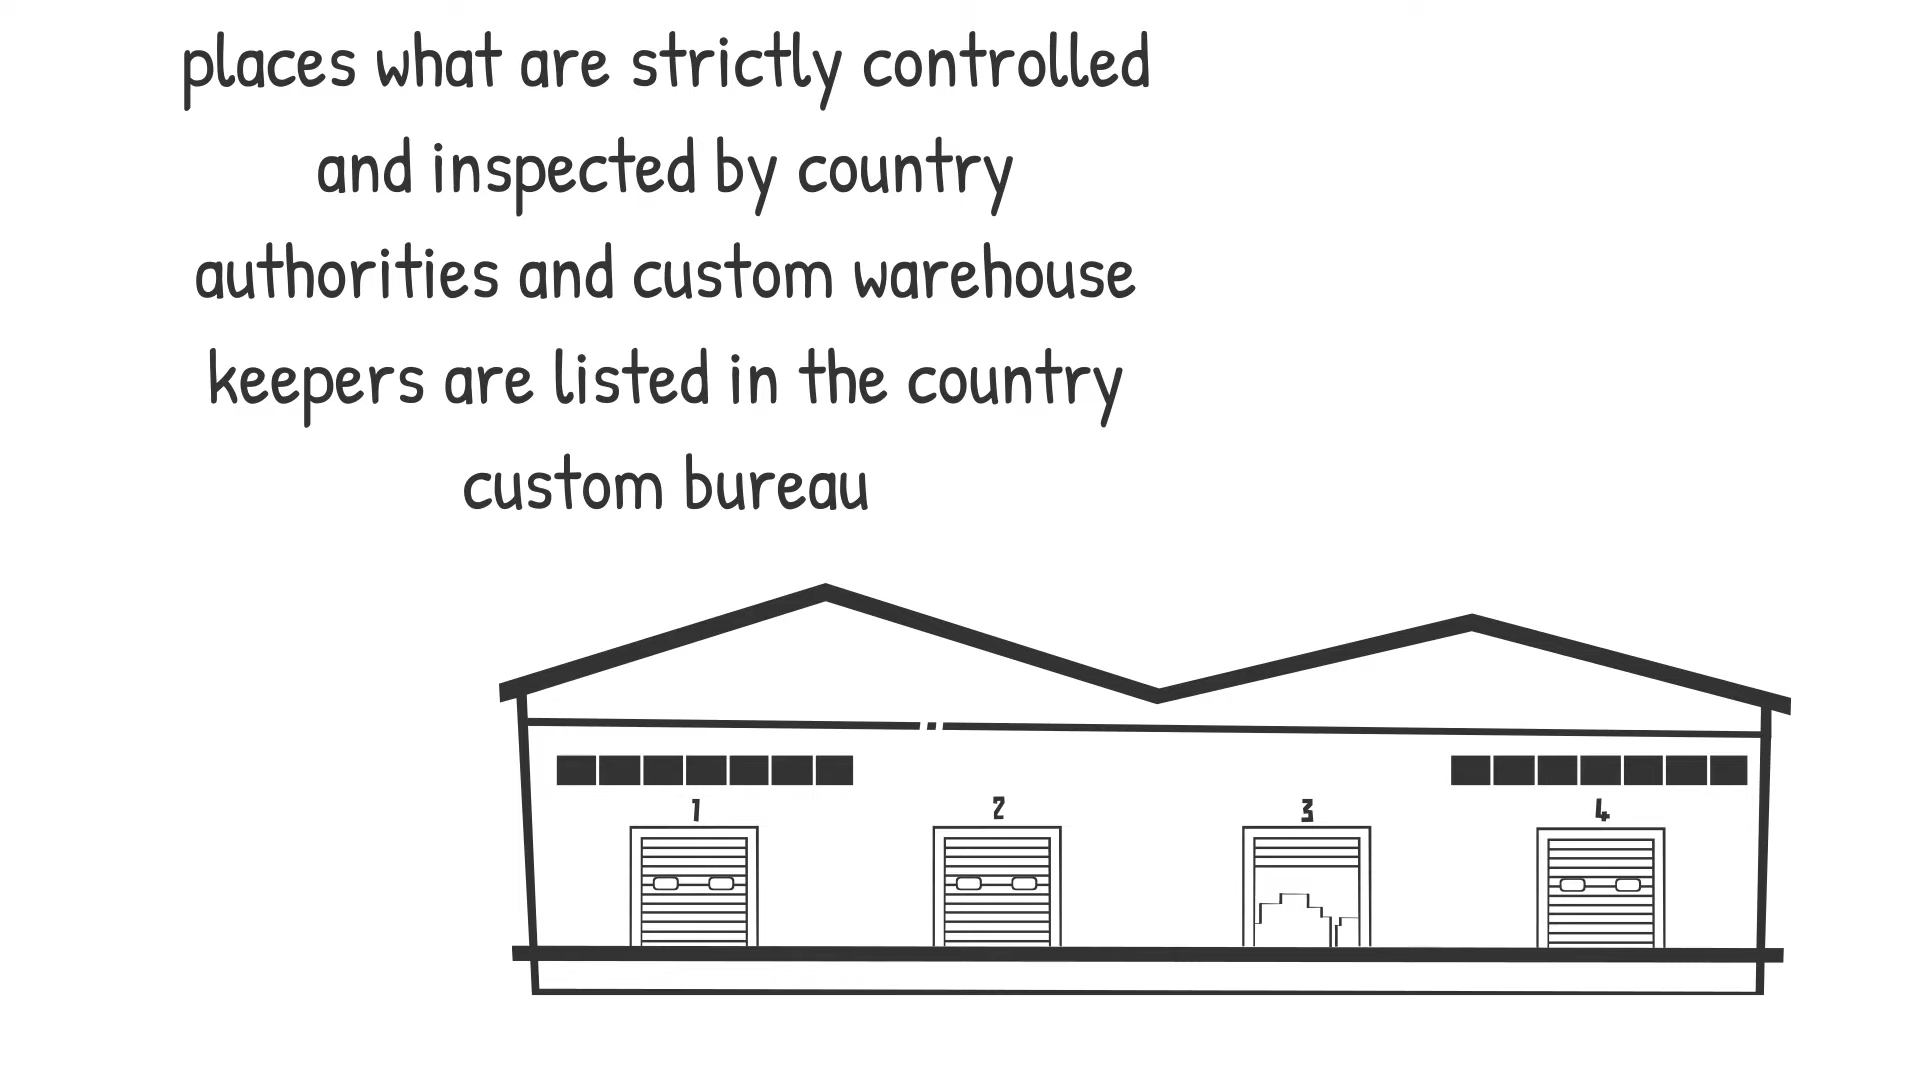 places what are strictly controlled
and inspected by country
authorities and custom warehouse
keepers are listed in the country
custom bureau
1 2 3 4